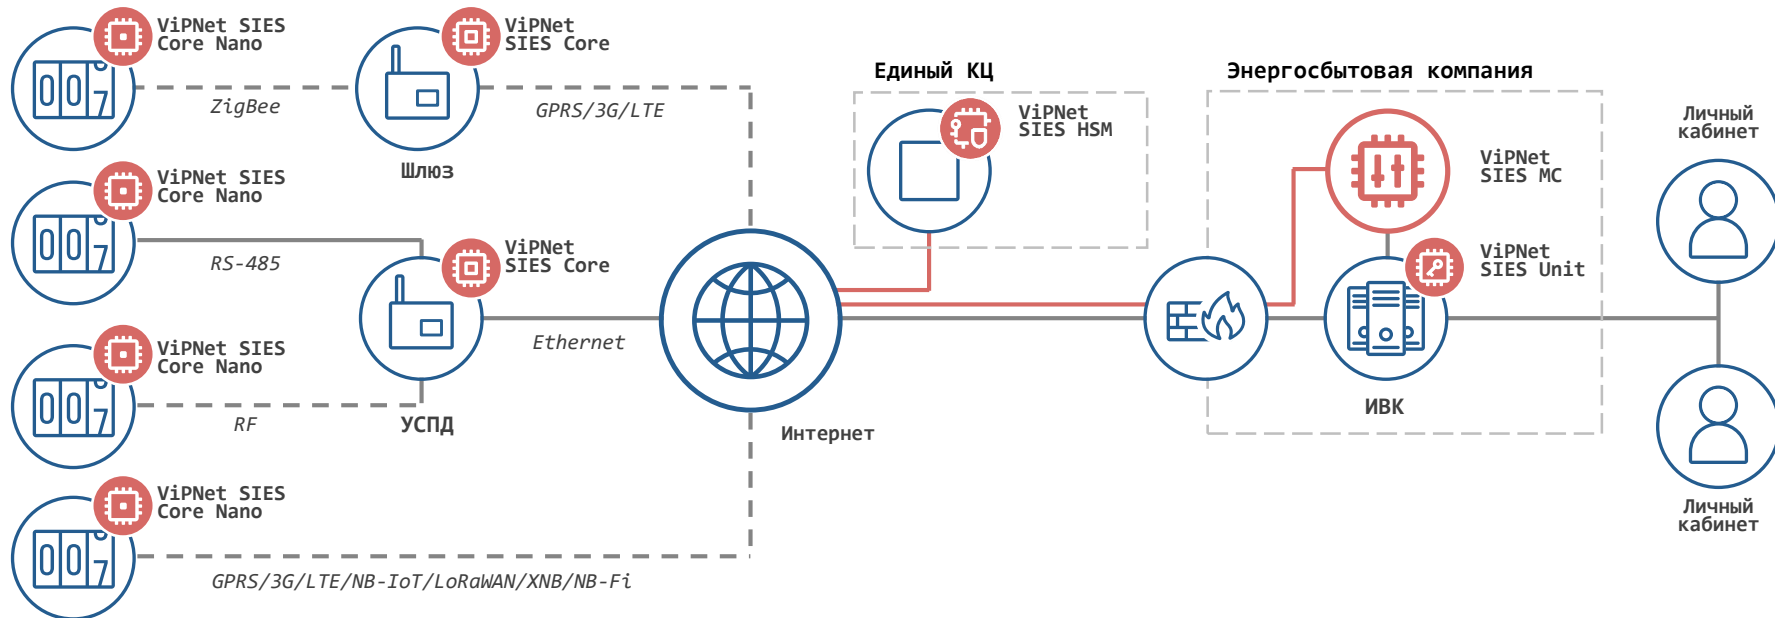 ViPNet SIES
Core Nano
ZigBee
ViPNet
SIES Core
Шлюз
GPRS/3G/LTE
ViPNet SIES
Core Nano
RS-485
ViPNet
SIES Core
УСПД
Ethernet
ViPNet SIES
Core Nano
RF
ViPNet SIES
Core Nano
GPRS/3G/LTE/NB-IoT/LoRaWAN/XNB/NB-Fi
Интернет
Единый КЦ
ViPNet
SIES HSM
Энергосбытовая компания
ViPNet
SIES MC
ViPNet
SIES Unit
ИВК
Личный
кабинет
Личный
кабинет